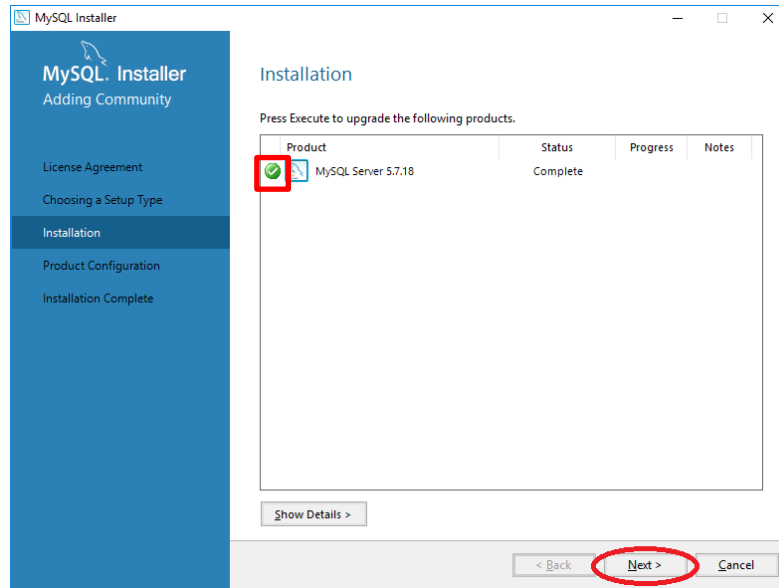 MySQL Installer
MySQL. Installer
Adding Community
License Agreement
Choosing a Setup Type
Installation
Product Configuration
Installation Complete
Installation
Press Execute to upgrade the following products.
Product Status Progress Notes
MySQL Server 5.7.18 Complete
Show Details >
< Back Next > Cancel